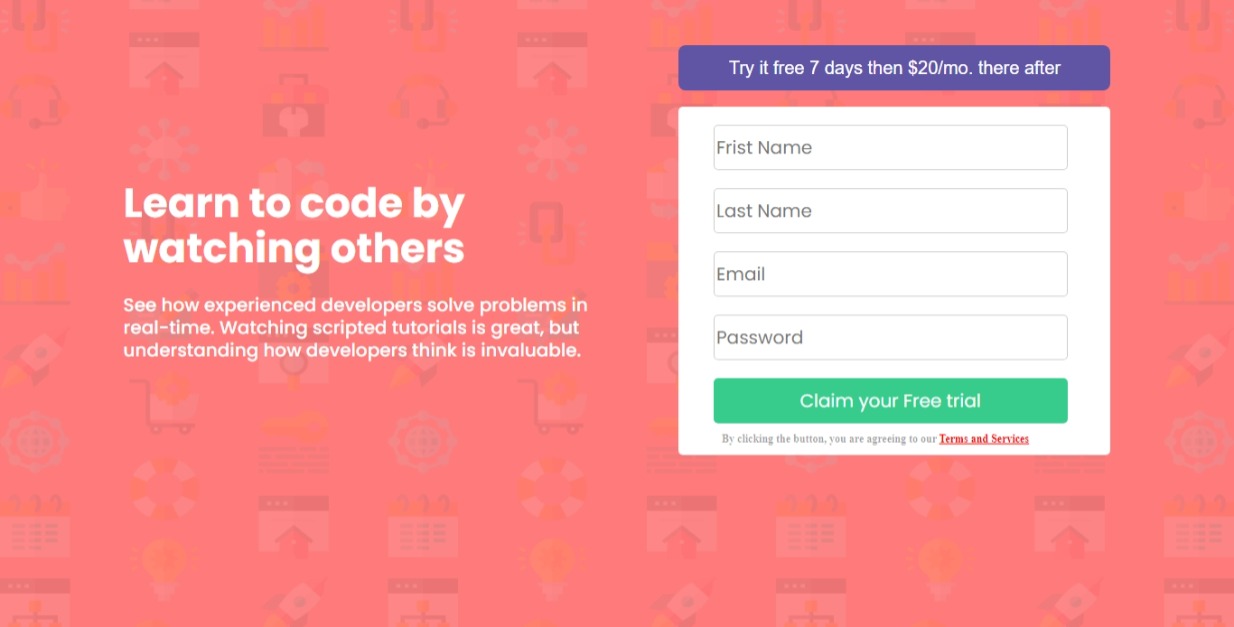 Try it free 7 days then $20/mo. there after
Learn to code by
watching others
See how experienced developers solve problems in
real-time. Watching scripted tutorials is great, but
understanding how developers think is invaluable.
Frist Name
Last Name
Email
Password
Claim your Free trial
By clicking the button, you are agreeing to our Terms and Services